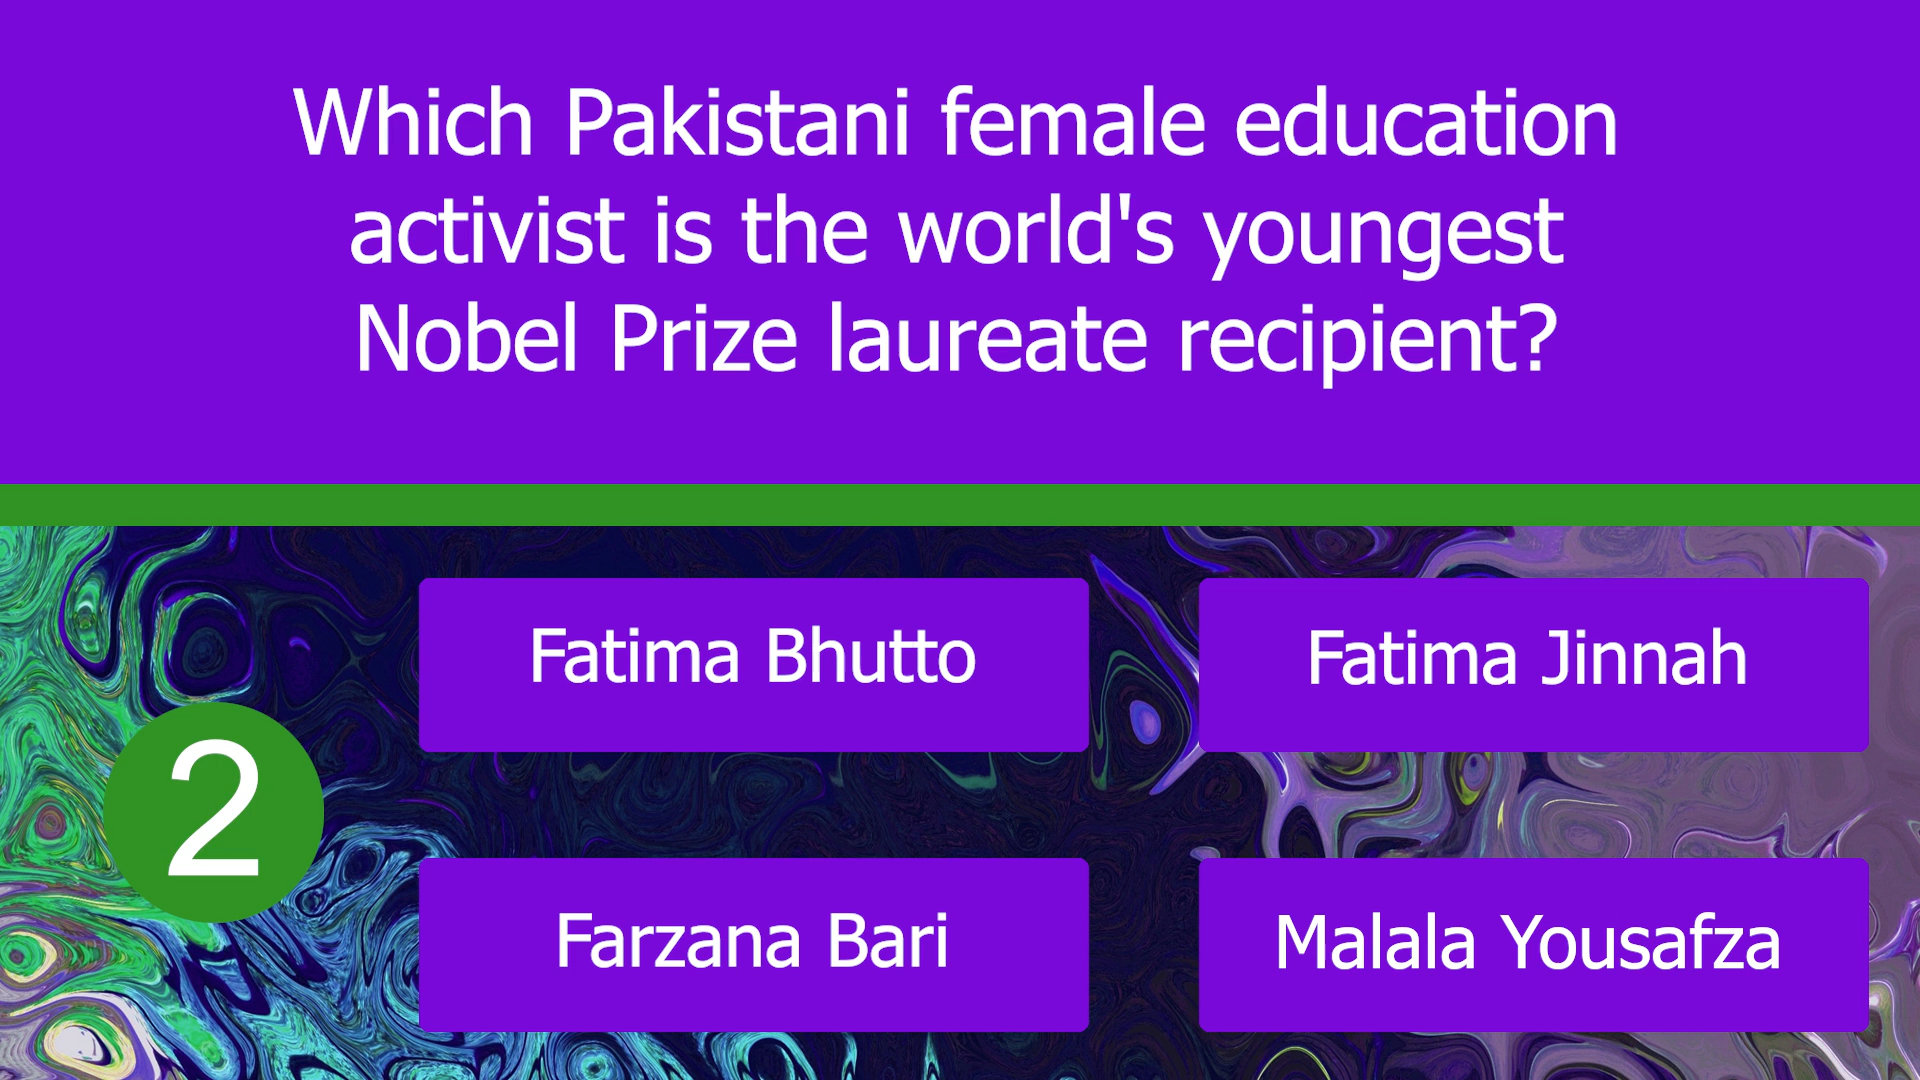 Which Pakistani female education
activist is the world's youngest
Nobel Prize laureate recipient?
Fatima Bhutto
Fatima Jinnah
2
Farzana Bari
Malala Yousafza